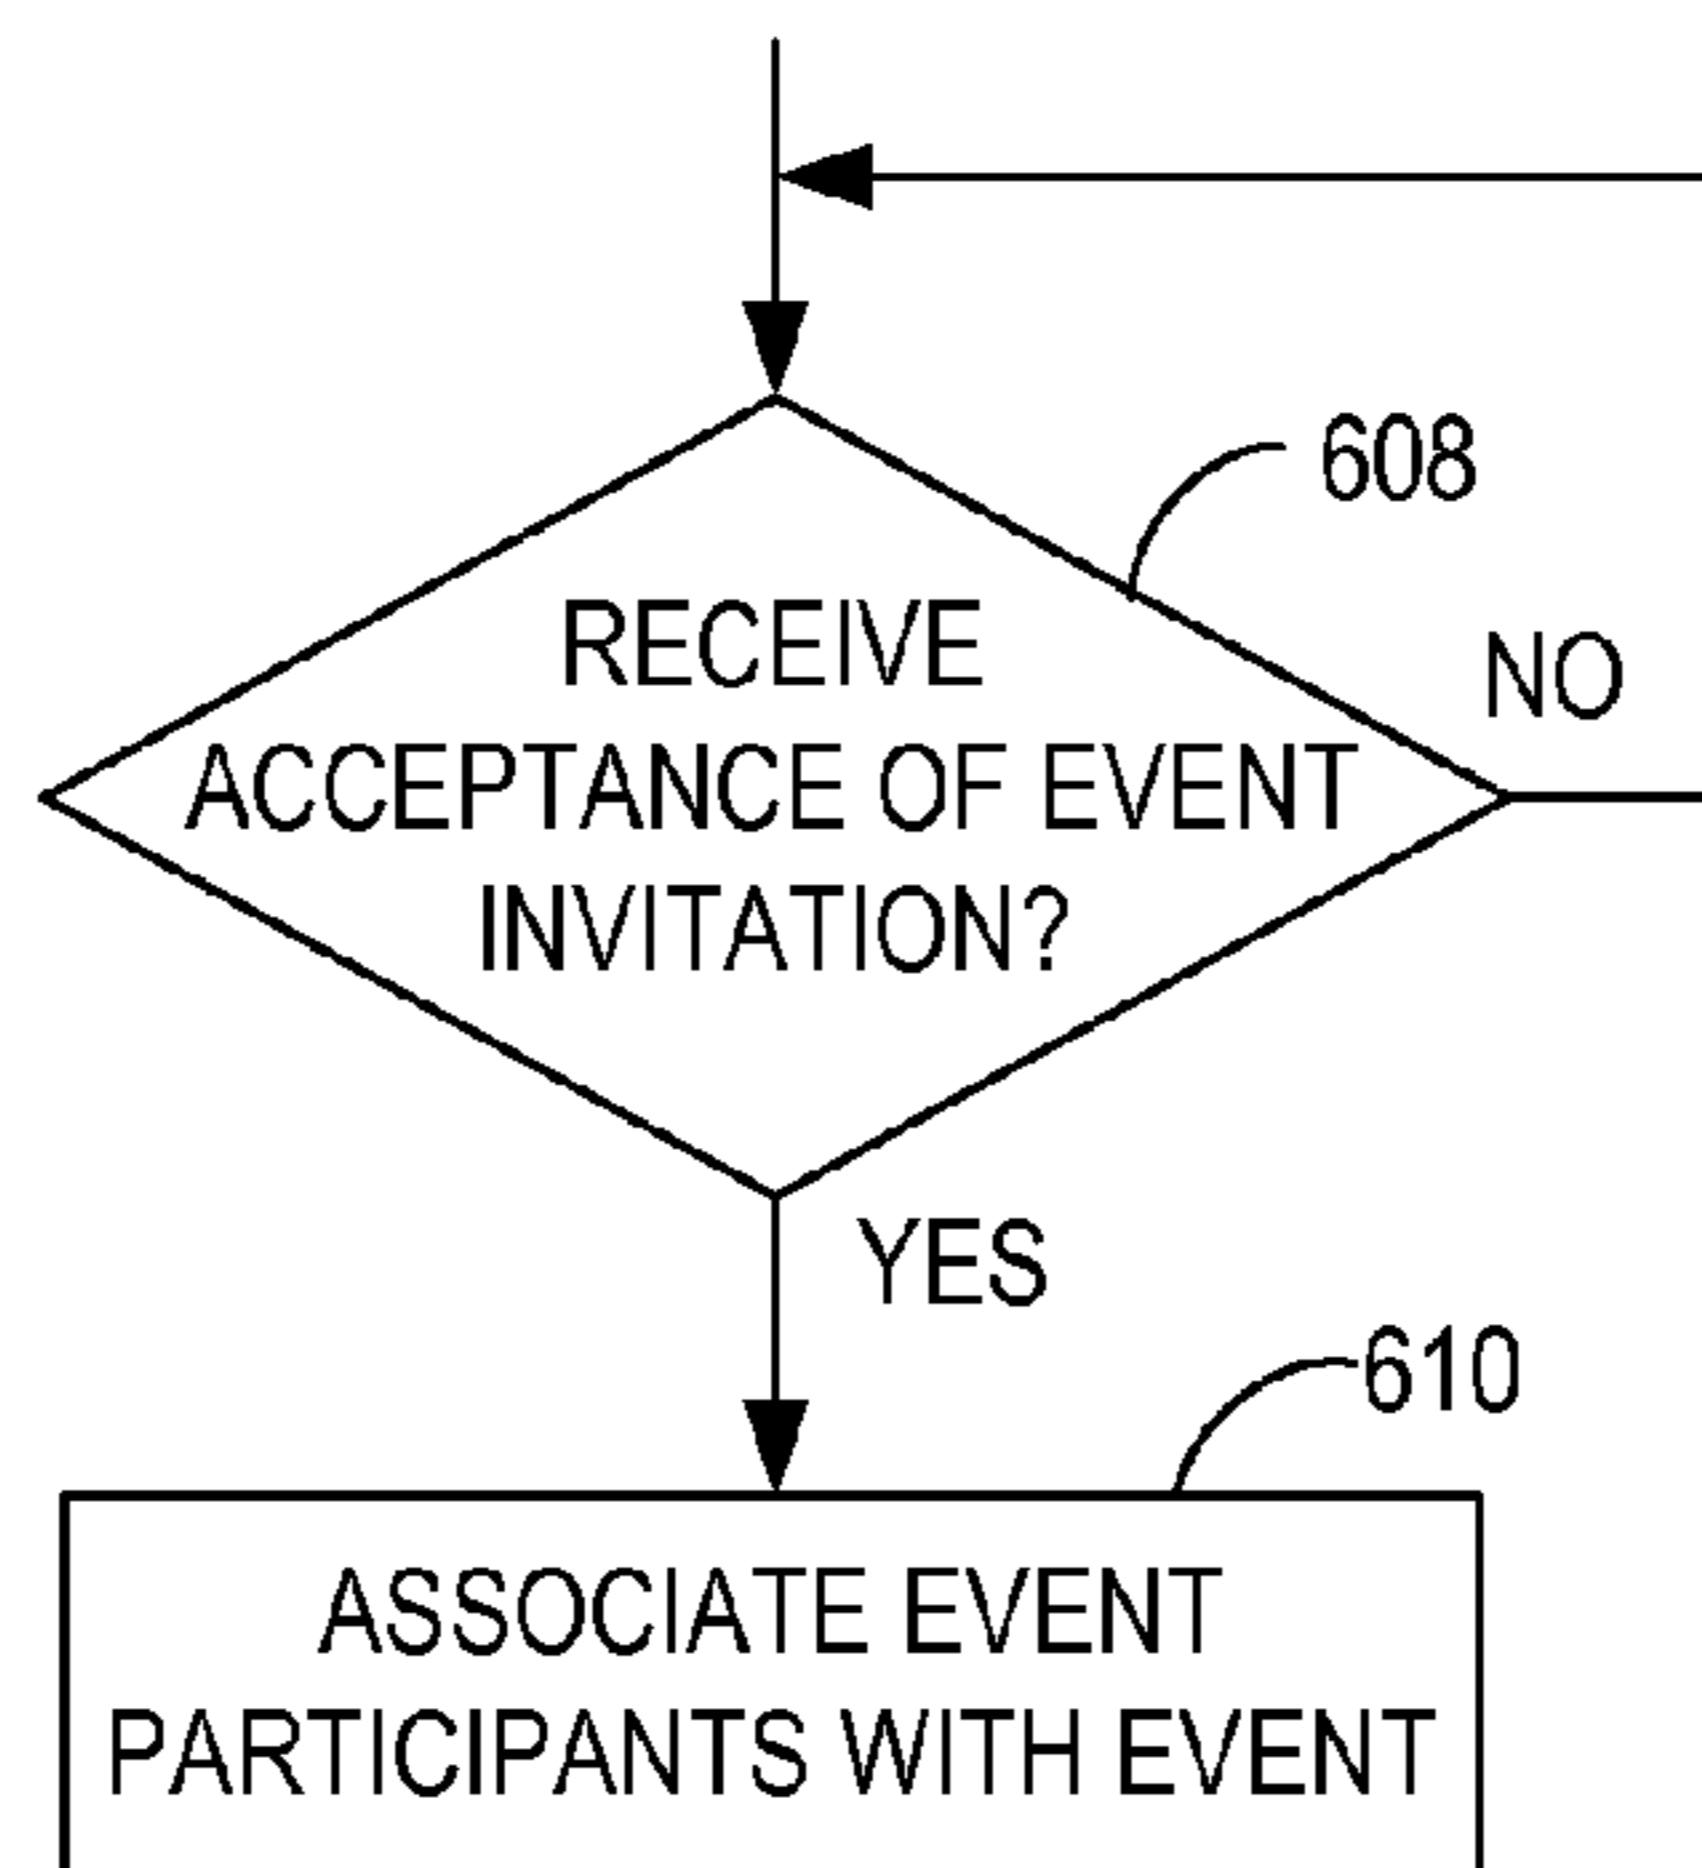 608
RECEIVE
ACCEPTANCE OF EVENT
INVITATION?
NO
YES
610
ASSOCIATE EVENT
PARTICIPANTS WITH EVENT